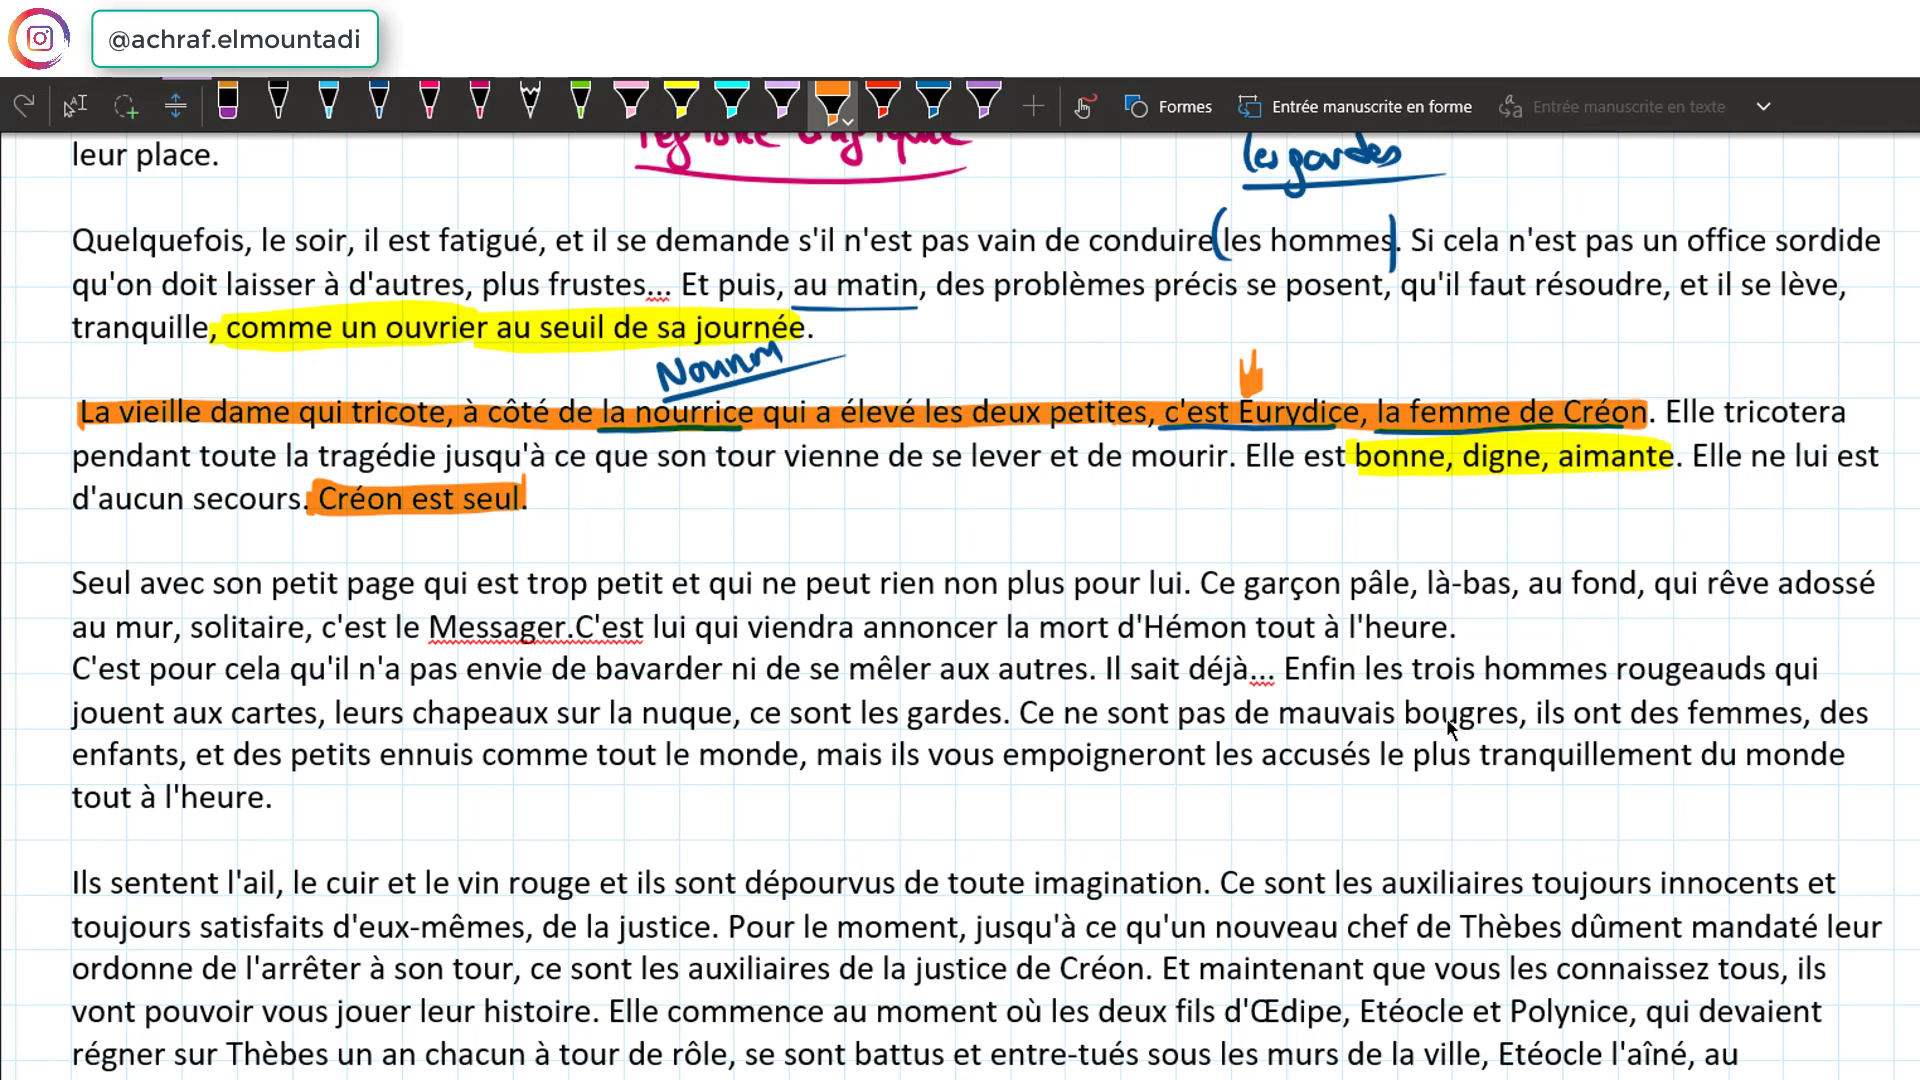 @achraf.elmountadi
Formes
Entrée manuscrite en forme
Entrée manuscrite en texte
registre tragique
les gardes
leur place.
Quelquefois, le soir, il est fatigué, et il se demande s'il n'est pas vain de conduire (les hommes). Si cela n'est pas un office sordide
qu'on doit laisser à d'autres, plus frustes... Et puis, au matin, des problèmes précis se posent, qu'il faut résoudre, et il se lève,
tranquille, comme un ouvrier au seuil de sa journée.
La vieille dame qui tricote, à côté de la nourrice qui a élevé les deux petites, c'est Eurydice, la femme de Créon. Elle tricotera
pendant toute la tragédie jusqu'à ce que son tour vienne de se lever et de mourir. Elle est bonne, digne, aimante. Elle ne lui est
d'aucun secours. Créon est seul.
Seul avec son petit page qui est trop petit et qui ne peut rien non plus pour lui. Ce garçon pâle, là-bas, au fond, qui rêve adossé
au mur, solitaire, c'est le Messager.C'est lui qui viendra annoncer la mort d'Hémon tout à l'heure.
C'est pour cela qu'il n'a pas envie de bavarder ni de se mêler aux autres. Il sait déjà... Enfin les trois hommes rougeauds qui
jouent aux cartes, leurs chapeaux sur la nuque, ce sont les gardes. Ce ne sont pas de mauvais bougres, ils ont des femmes, des
enfants, et des petits ennuis comme tout le monde, mais ils vous empoigneront les accusés le plus tranquillement du monde
tout à l'heure.
Ils sentent l'ail, le cuir et le vin rouge et ils sont dépourvus de toute imagination. Ce sont les auxiliaires toujours innocents et
toujours satisfaits d'eux-mêmes, de la justice. Pour le moment, jusqu'à ce qu'un nouveau chef de Thèbes dûment mandaté leur
ordonne de l'arrêter à son tour, ce sont les auxiliaires de la justice de Créon. Et maintenant que vous les connaissez tous, ils
vont pouvoir vous jouer leur histoire. Elle commence au moment où les deux fils d'Œdipe, Etéocle et Polynice, qui devaient
régner sur Thèbes un an chacun à tour de rôle, se sont battus et entre-tués sous les murs de la ville, Etéocle l'aîné, au